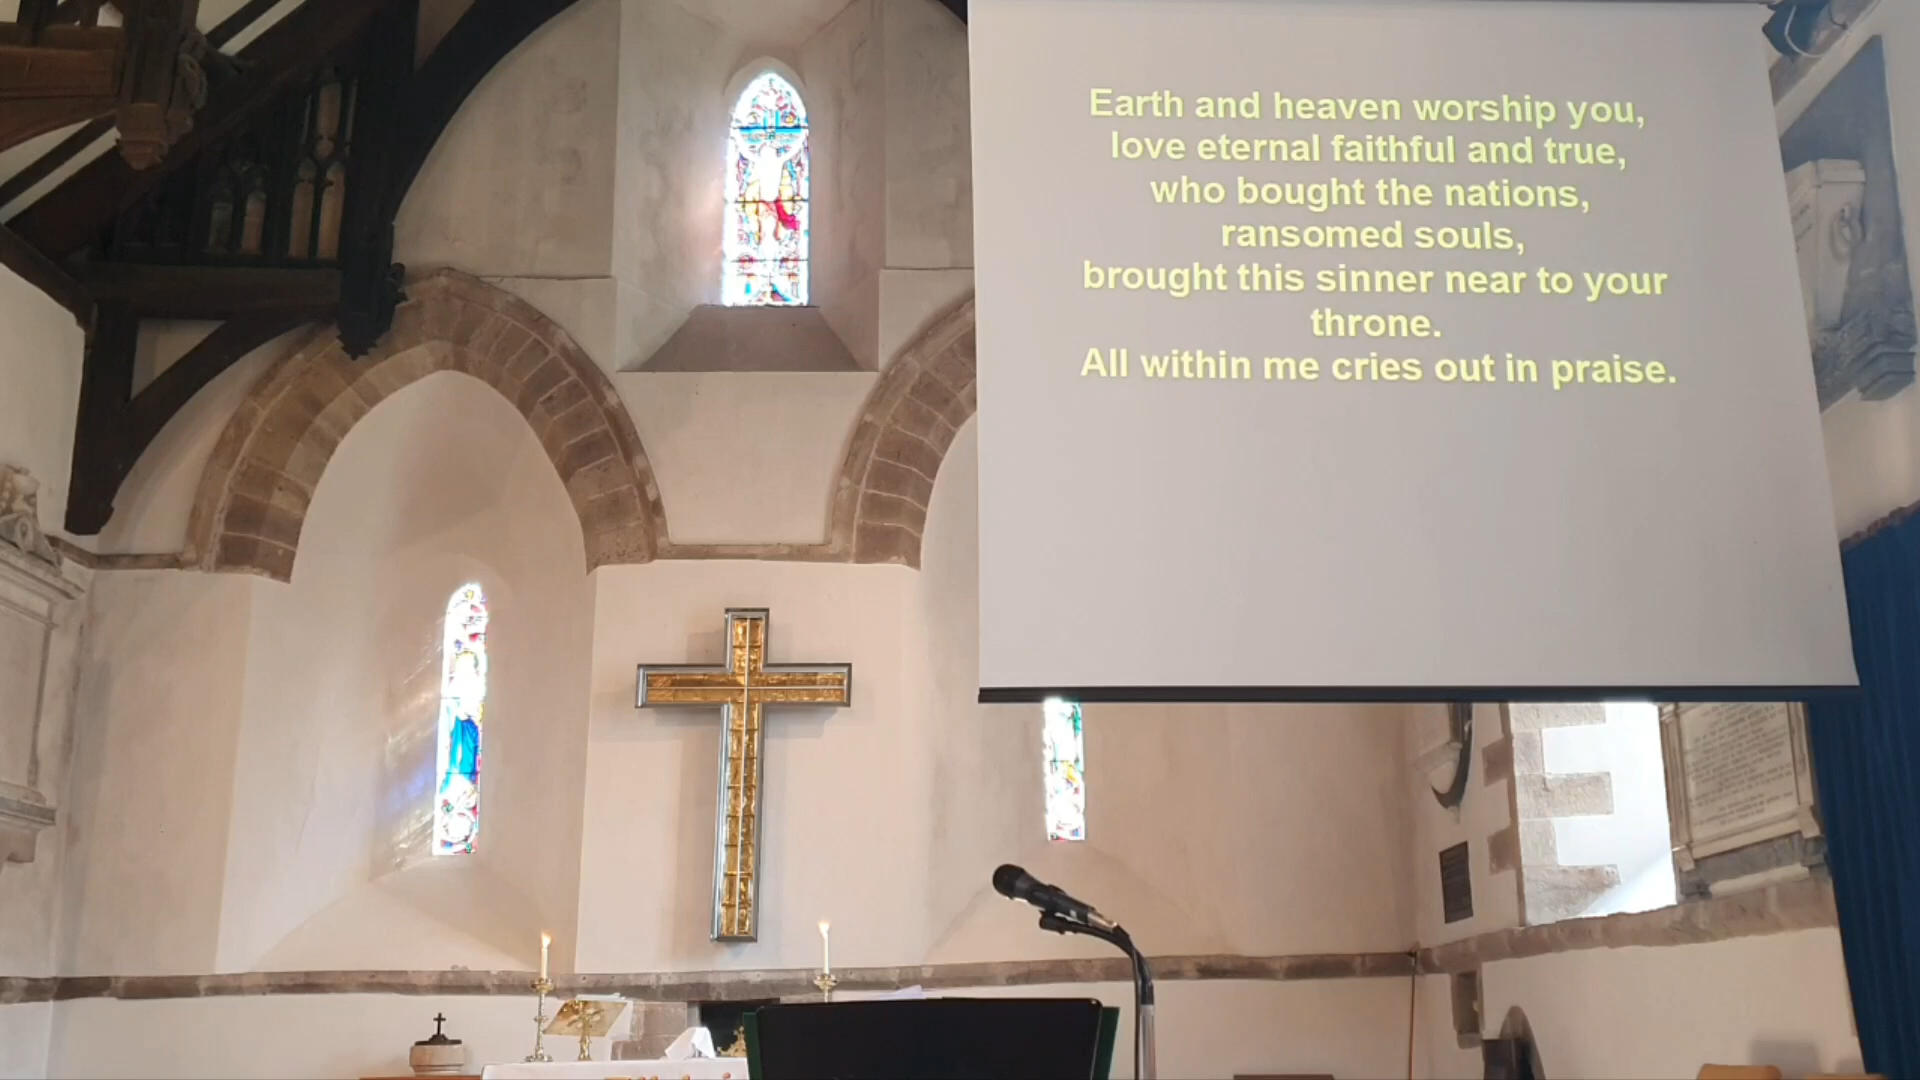 Earth and heaven worship you,
love eternal faithful and true,
who bought the nations,
ransomed souls,
brought this sinner near to your
throne.
All within me cries out in praise.